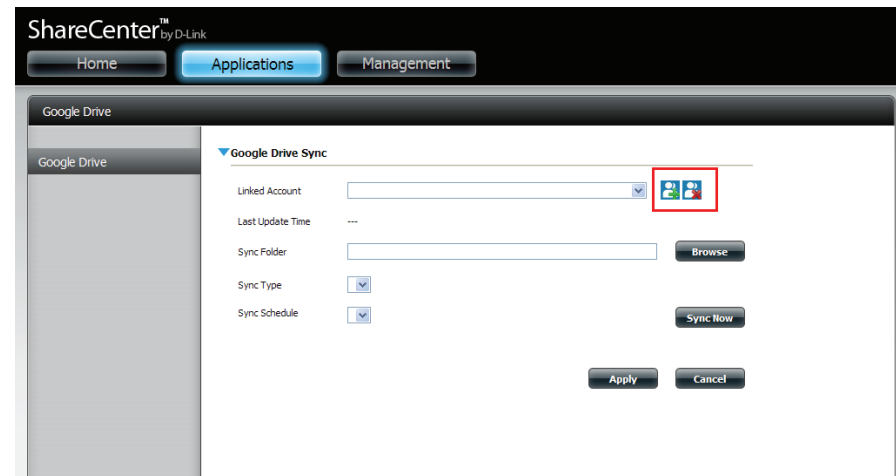 ShareCenter™ by D-Link
Home Applications Management
Google Drive
Google Drive
Google Drive Sync
Linked Account
Last Update Time ---
Sync Folder Browse
Sync Type
Sync Schedule Sync Now
Apply Cancel